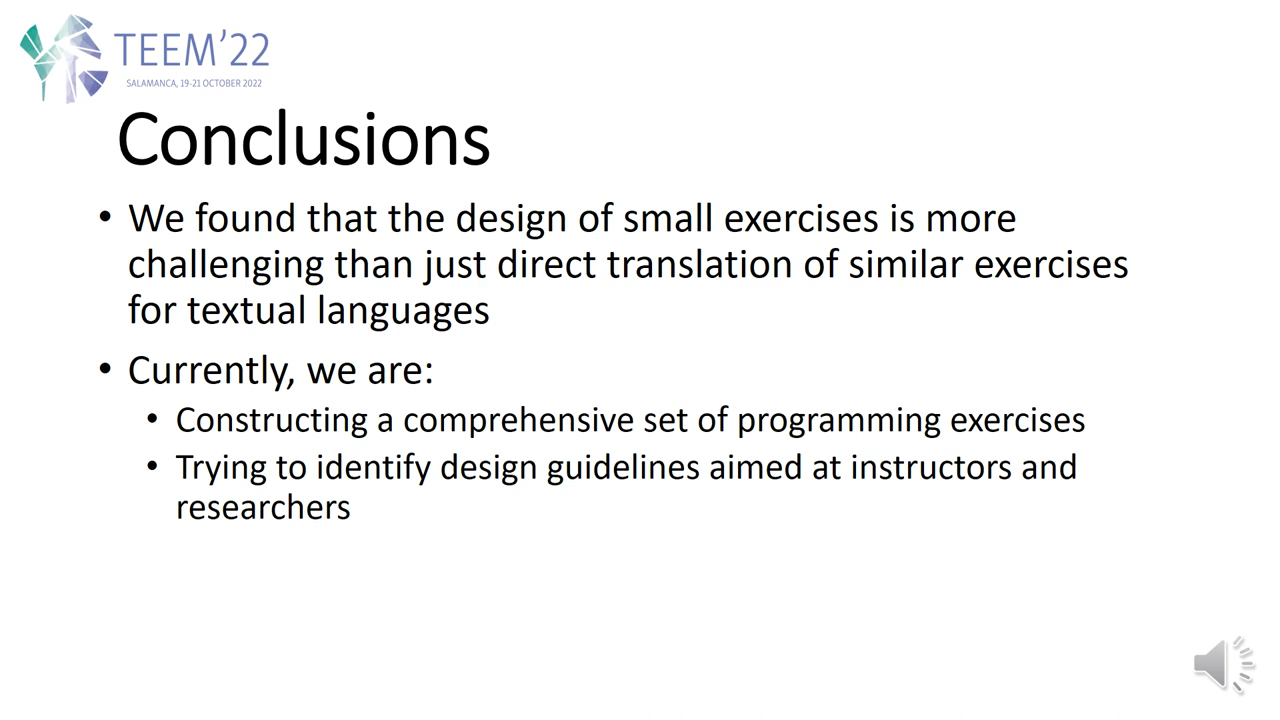 TEEM’22
SALAMANCA, 19-21 OCTOBER 2022
Conclusions
• We found that the design of small exercises is more
challenging than just direct translation of similar exercises
for textual languages
• Currently, we are:
• Constructing a comprehensive set of programming exercises
• Trying to identify design guidelines aimed at instructors and
researchers